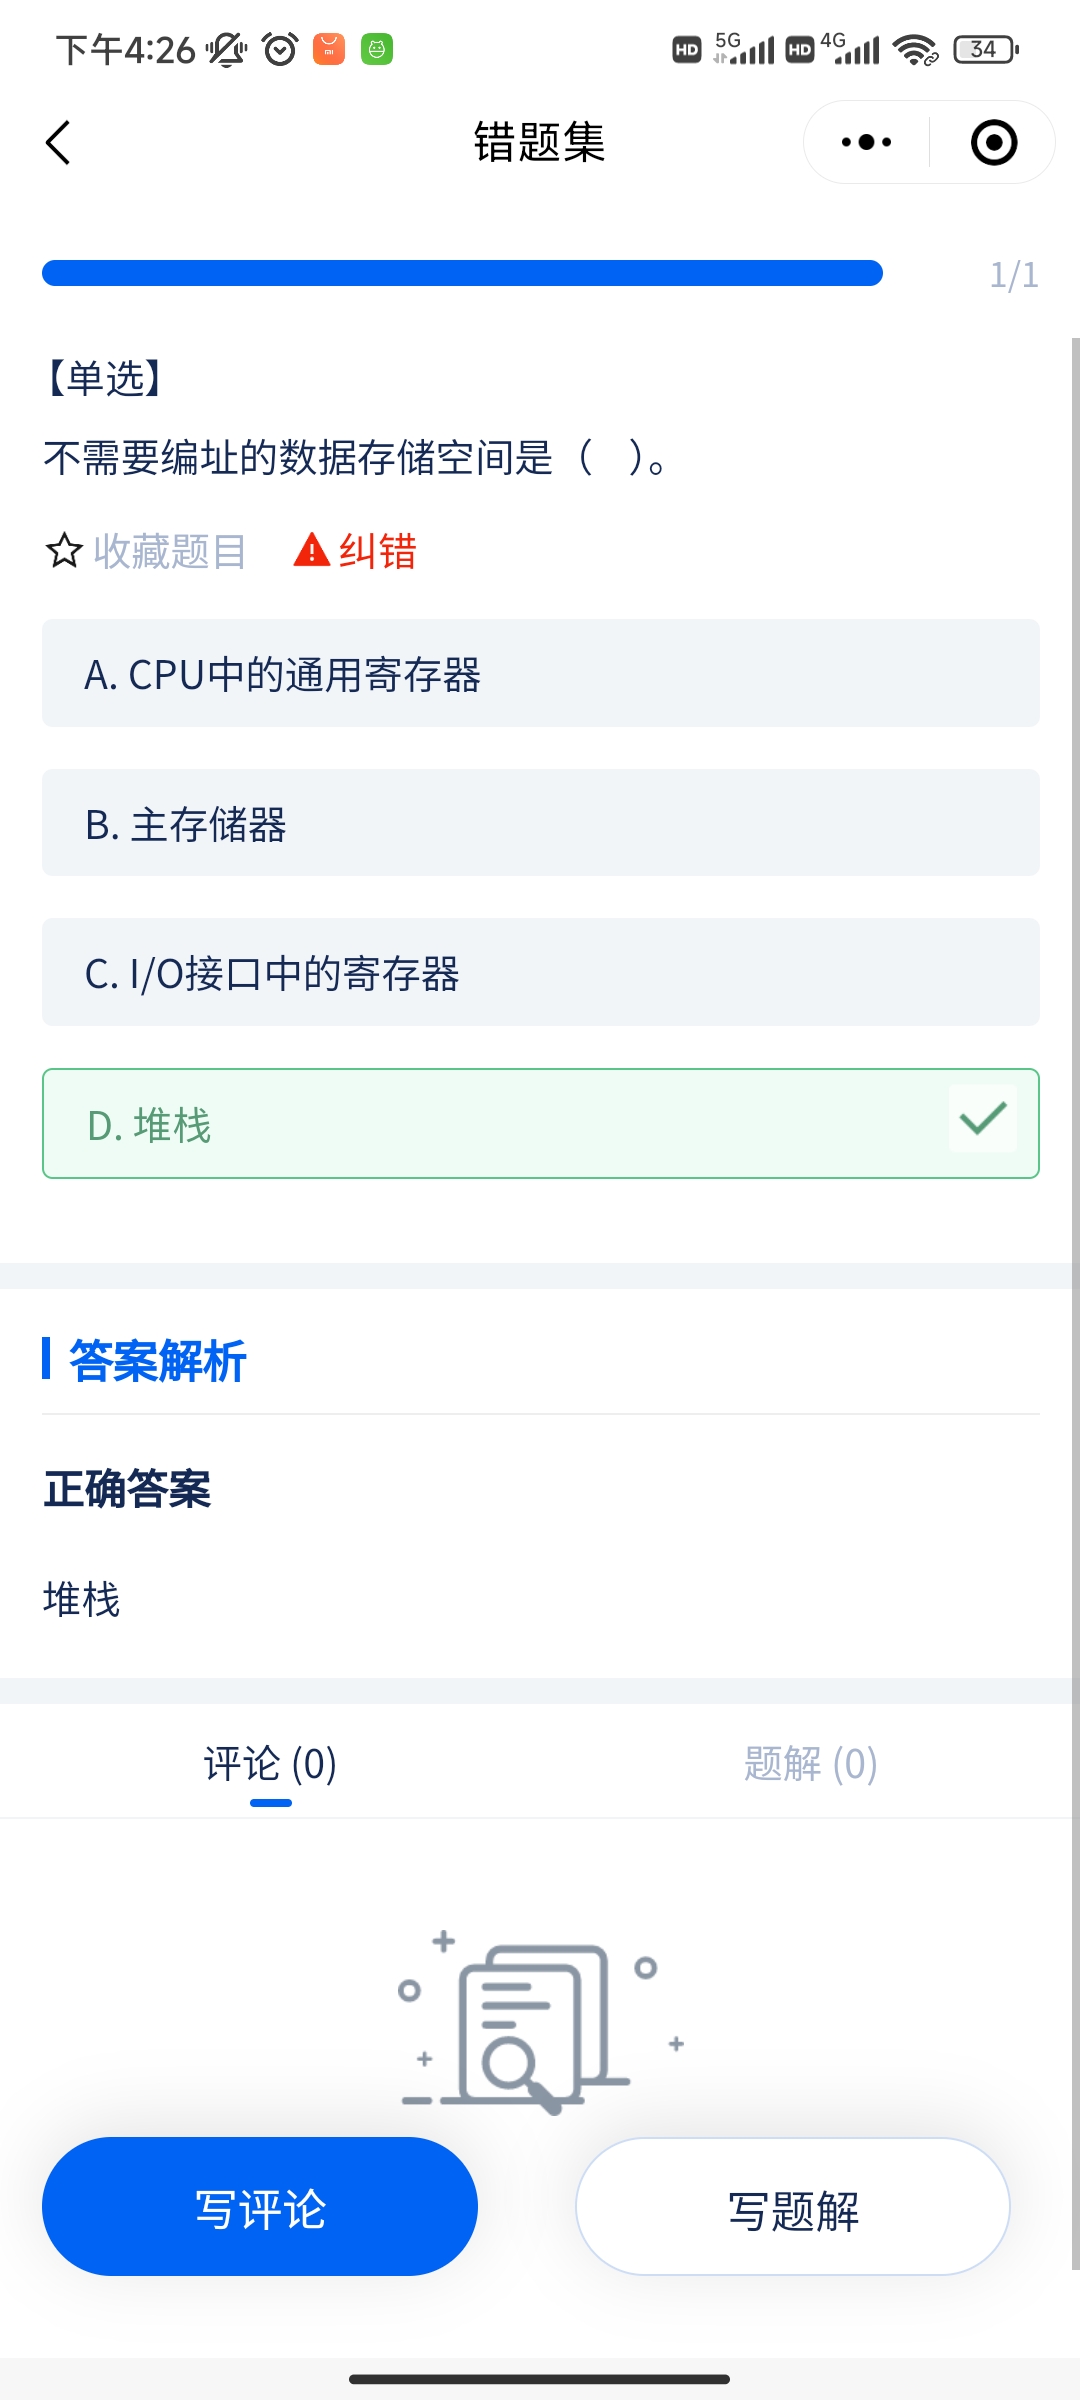 下午4:26 HD 5G HD 4G 34
错题集
1/1
【单选】
不需要编址的数据存储空间是（  ）。
收藏题目 纠错
A. CPU中的通用寄存器
B. 主存储器
C. I/O接口中的寄存器
D. 堆栈
答案解析
正确答案
堆栈
评论 (0) 题解 (0)
写评论 写题解